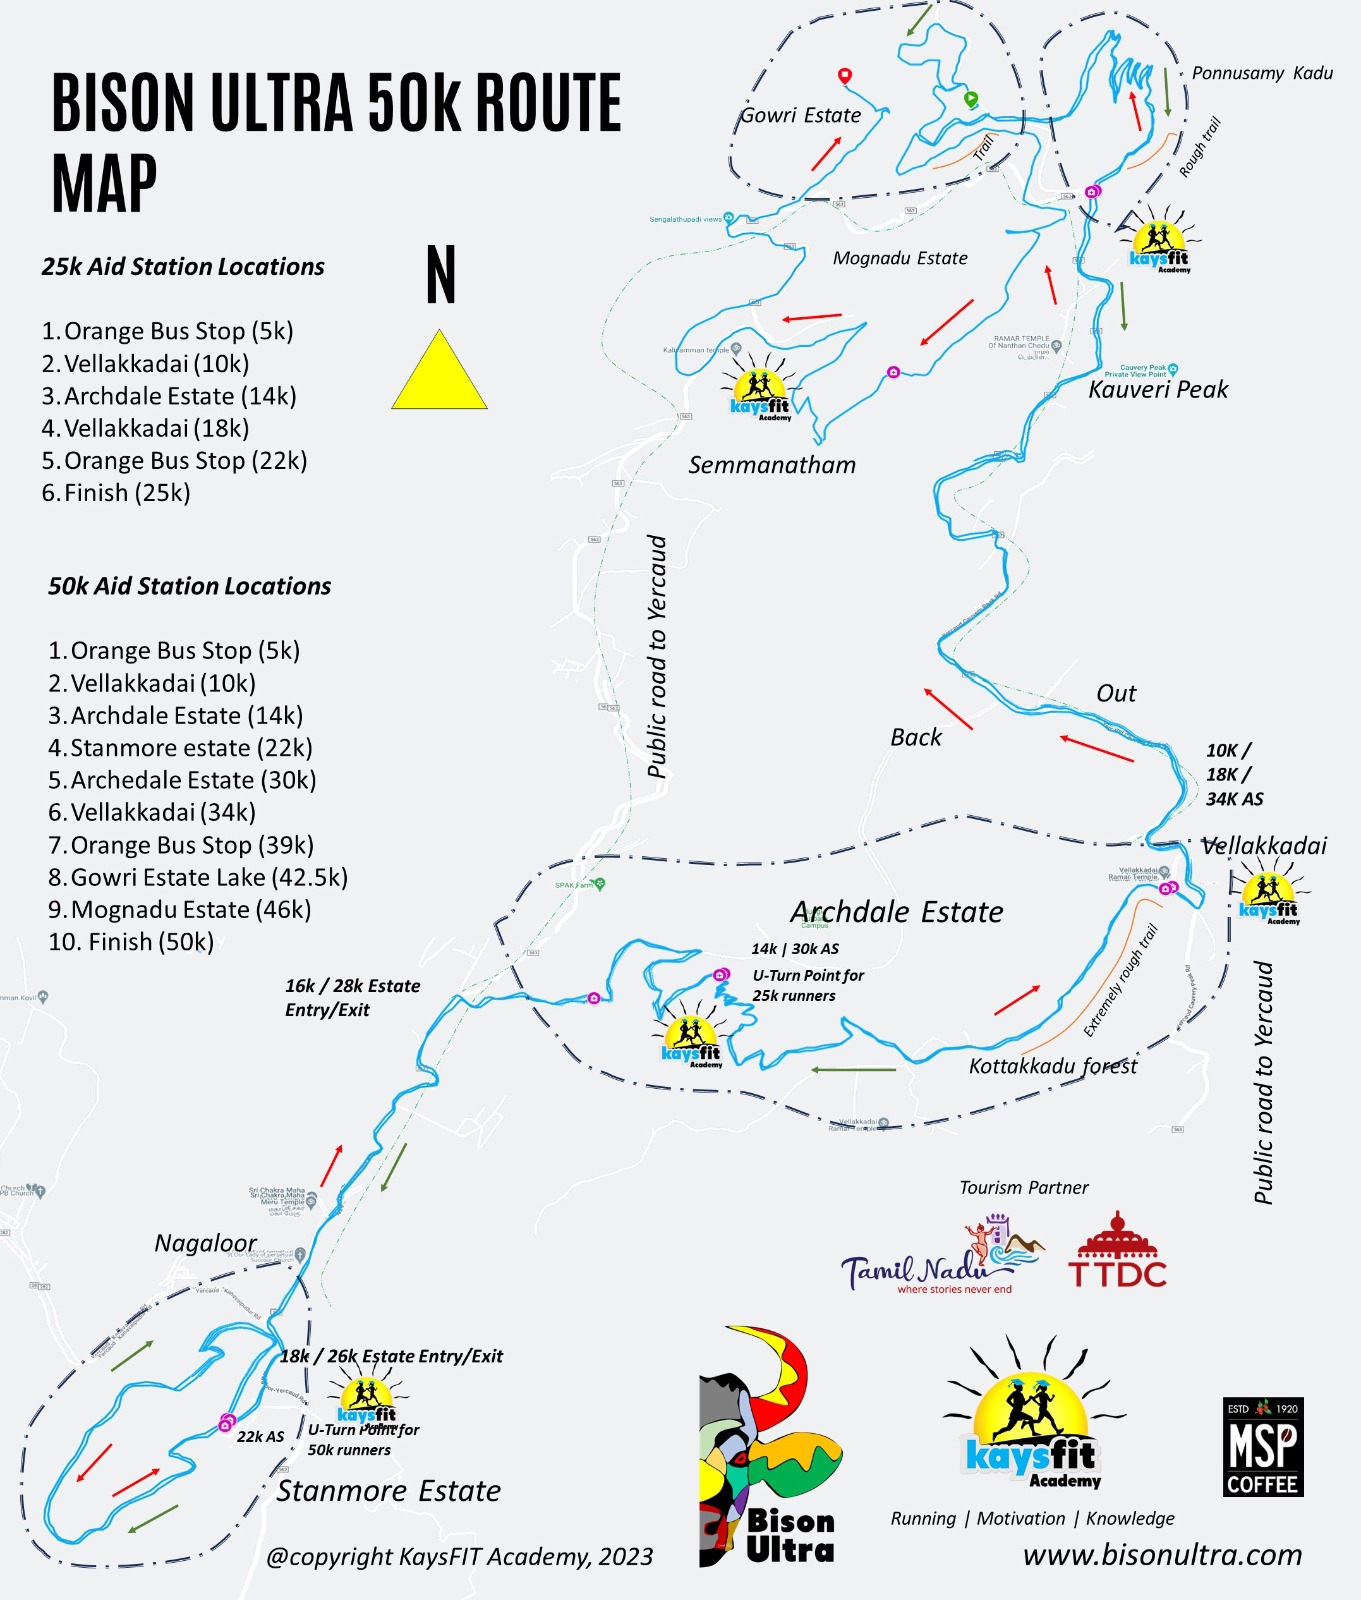 BISON ULTRA 50k ROUTE
MAP
25k Aid Station Locations
1. Orange Bus Stop (5k)
2. Vellakkadai (10k)
3. Archdale Estate (14k)
4. Vellakkadai (18k)
5. Orange Bus Stop (22k)
6. Finish (25k)
N
50k Aid Station Locations
1. Orange Bus Stop (5k)
2. Vellakkadai (10k)
3. Archdale Estate (14k)
4. Stanmore estate (22k)
5. Archedale Estate (30k)
6. Vellakkadai (34k)
7. Orange Bus Stop (39k)
8. Gowri Estate Lake (42.5k)
9. Mognadu Estate (46k)
10. Finish (50k)
Gowri Estate
Trail
Ponnusamy Kadu
Rough trail
kaysfit
Academy
Sengalathupadi views
Mognadu Estate
RAMAR TEMPLE
Of Nanthan Chedu
Cauvery Peak
Private View Point
Kauveri Peak
Kaliamman temple
kaysfit
Academy
Semmanatham
Public road to Yercaud
Out
Back
10K /
18K /
34K AS
Vellakkadai
Vellakkadai
Ramar Temple
kaysfit
Academy
SPAK Farm
Archdale Estate
Campus
14k | 30k AS
U-Turn Point for
25k runners
kaysfit
Academy
Extremely rough trail
Kottakkadu forest
Vellakkadai
Ramar Temple
Public road to Yercaud
16k / 28k Estate
Entry/Exit
Sri Chakra Maha
Meru Temple
Nagaloor
18k / 26k Estate Entry/Exit
kaysfit
Academy
22k AS
U-Turn Point for
50k runners
Stanmore Estate
Tourism Partner
Tamil Nadu
where stories never end
TTDC
Bison
Ultra
kaysfit
Academy
Running | Motivation | Knowledge
ESTD 1920
MSP
COFFEE
@copyright KaysFIT Academy, 2023
www.bisonultra.com